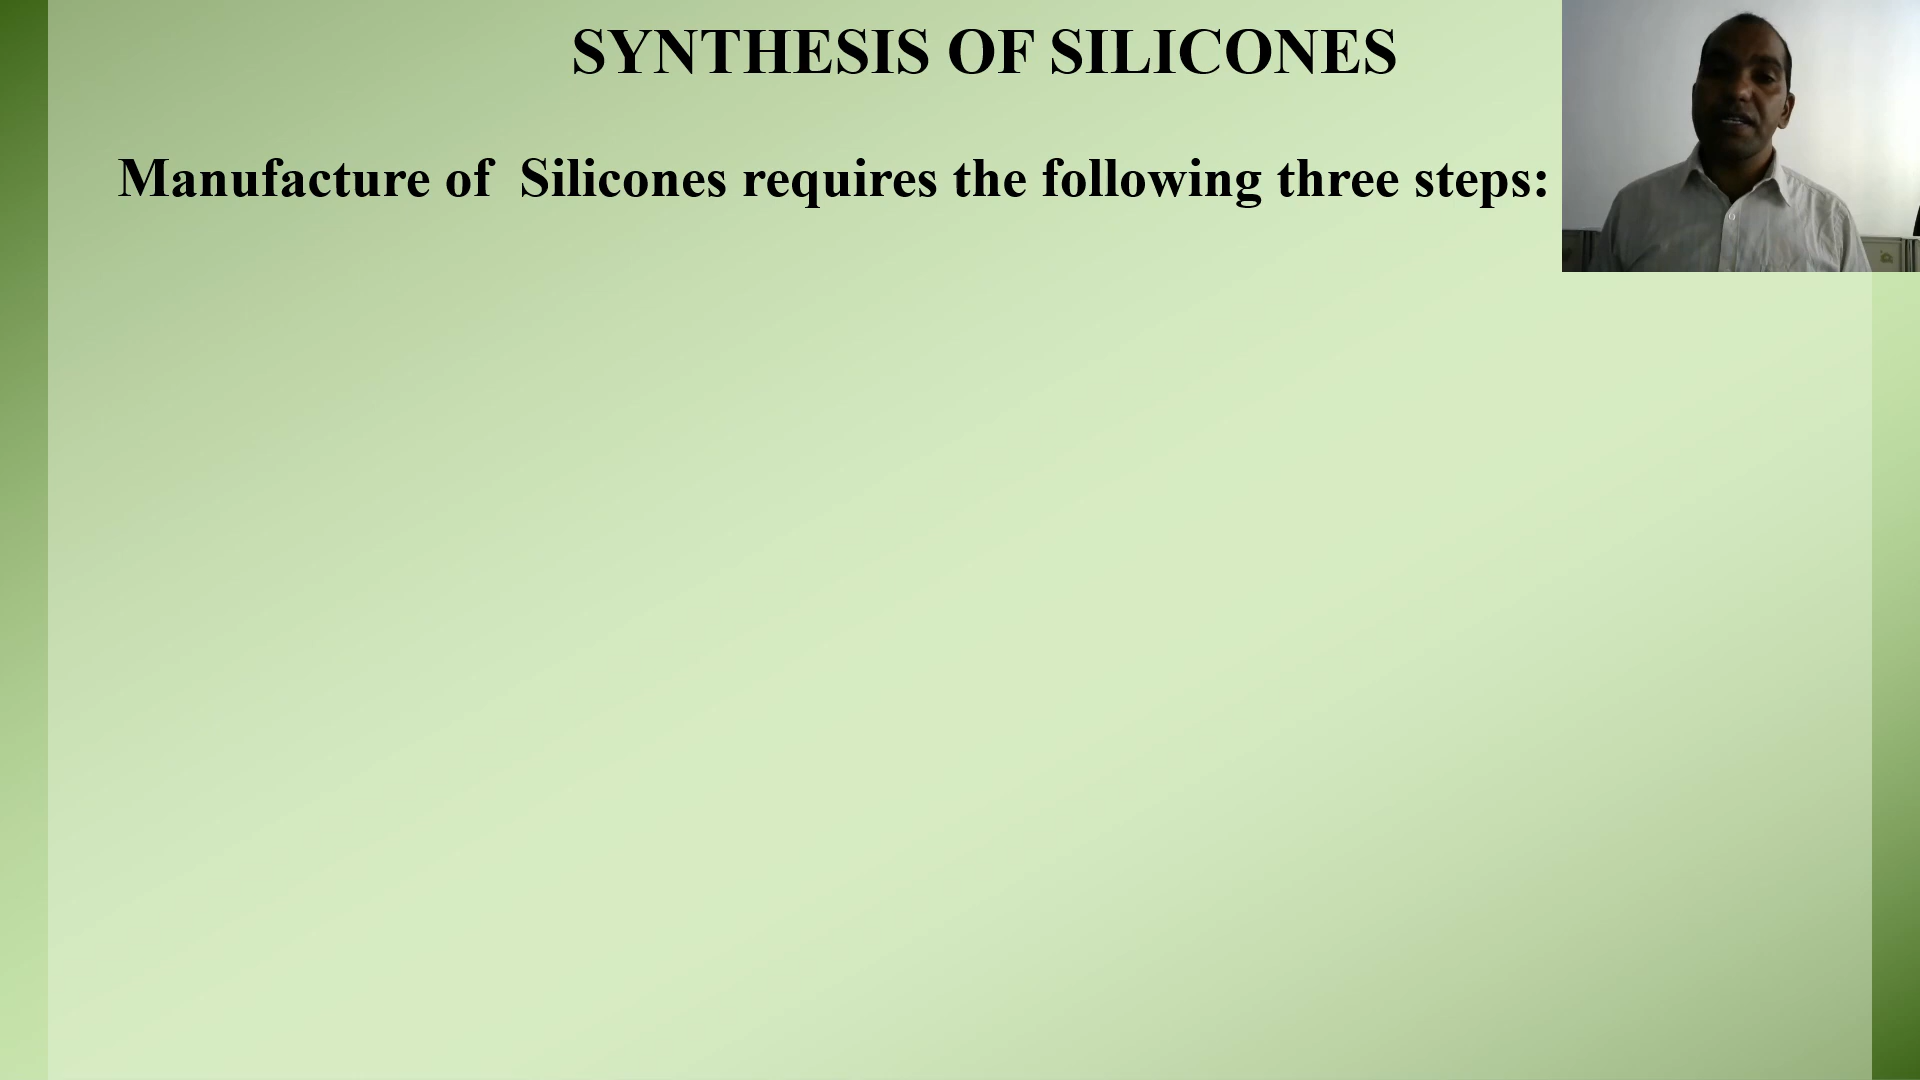 SYNTHESIS OF SILICONES
Manufacture of  Silicones requires the following three steps: